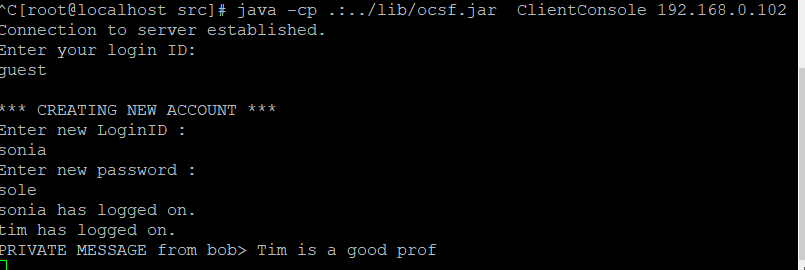 ^C[root@localhost src]# java -cp .:../lib/ocsf.jar  ClientConsole 192.168.0.102
Connection to server established.
Enter your login ID:
guest
*** CREATING NEW ACCOUNT ***
Enter new LoginID :
sonia
Enter new password :
sole
sonia has logged on.
tim has logged on.
PRIVATE MESSAGE from bob> Tim is a good prof